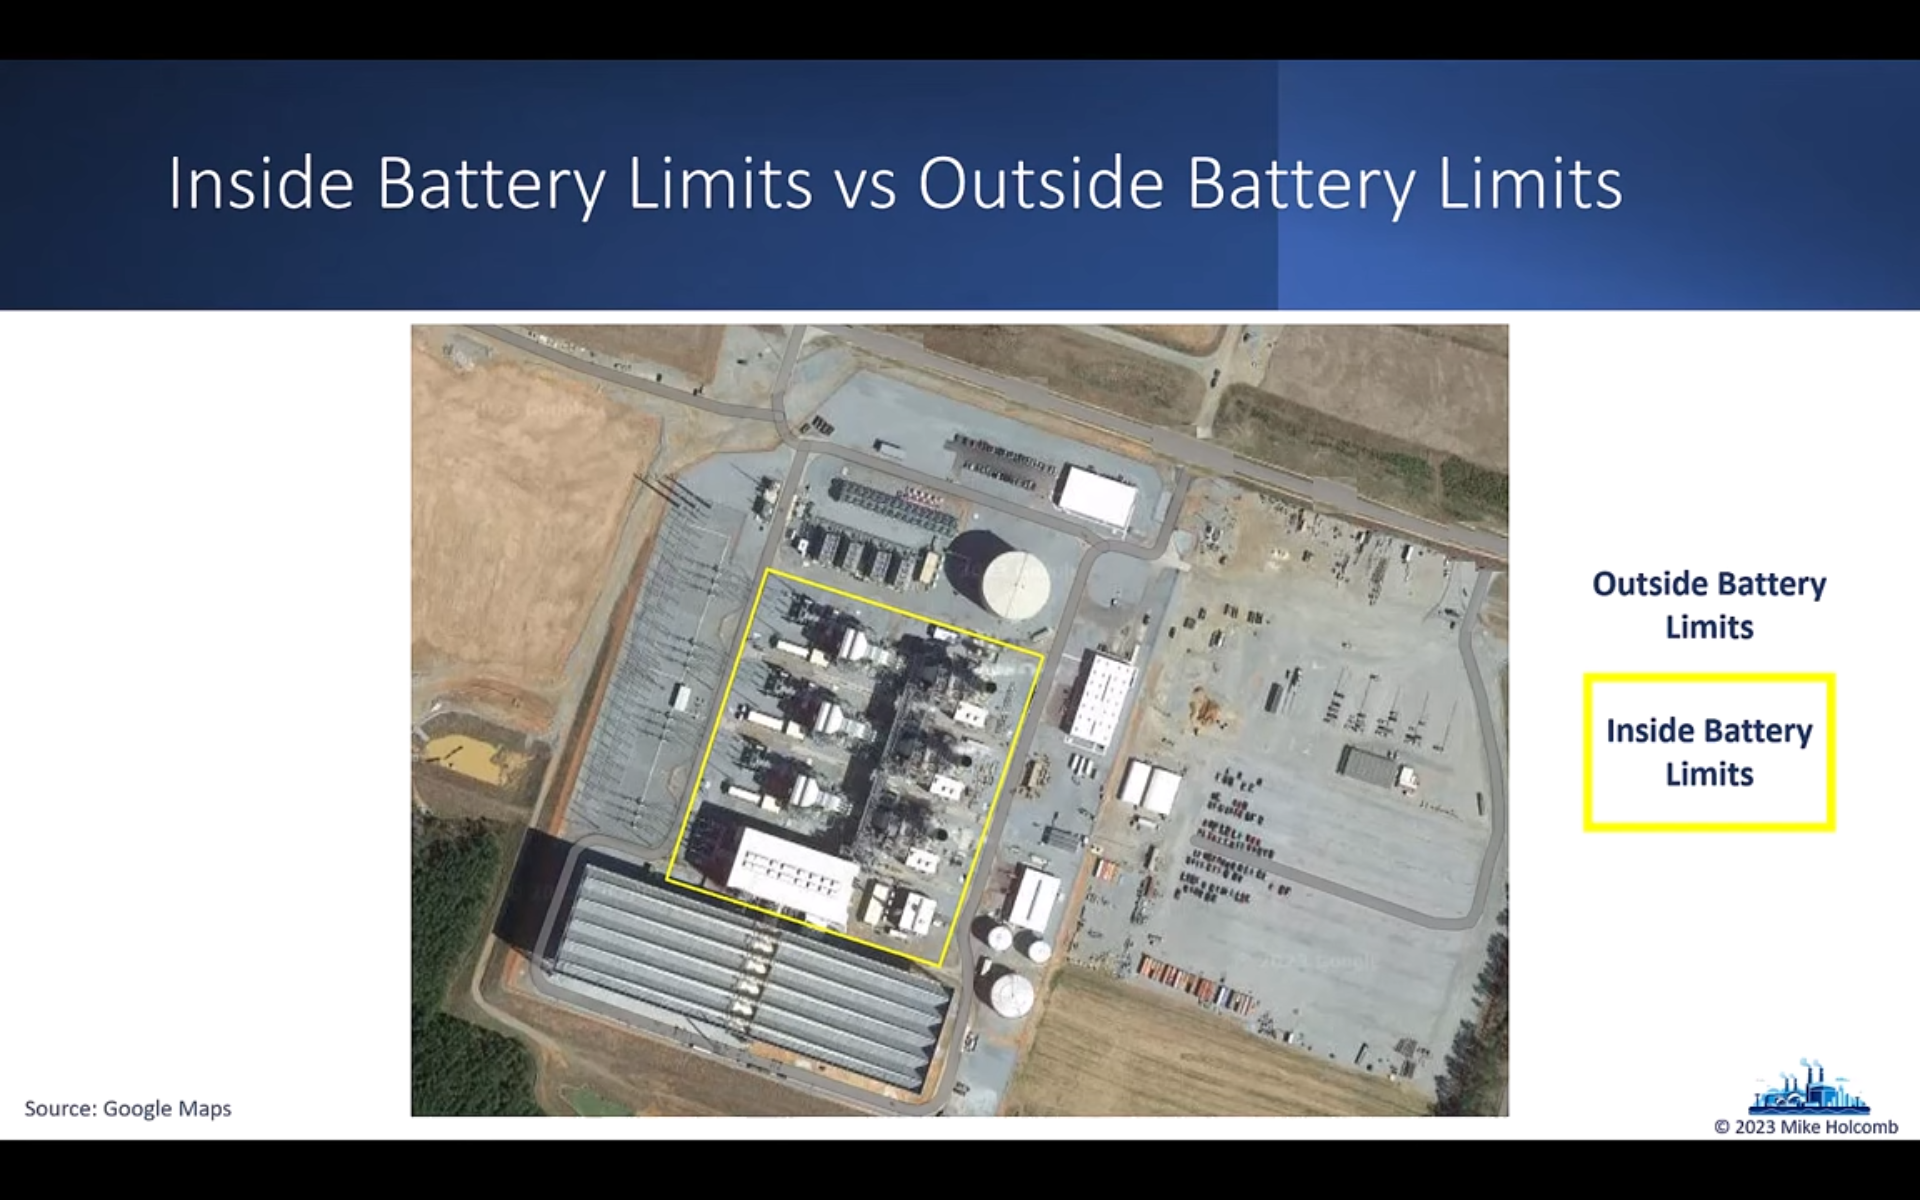 Inside Battery Limits vs Outside Battery Limits
Outside Battery
Limits
Inside Battery
Limits
Source: Google Maps
© 2023 Mike Holcomb